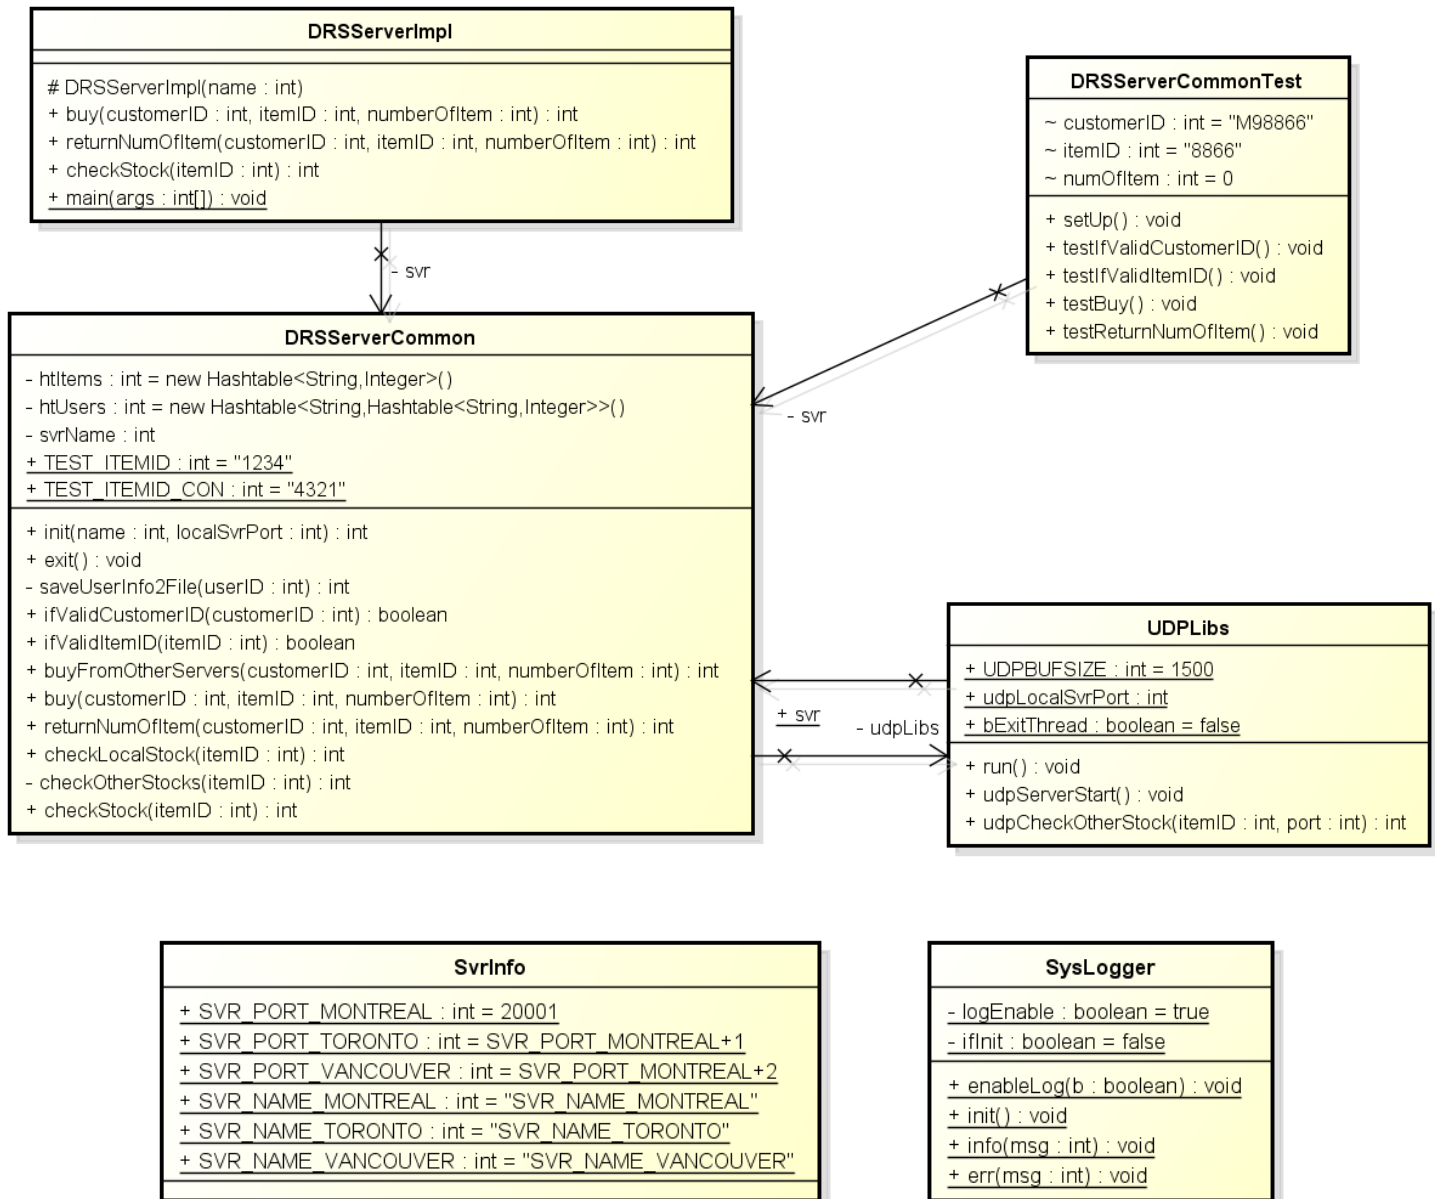 DRSServerImpl
# DRSServerImpl(name : int)
+ buy(customerID : int, itemID : int, numberOfItem : int) : int
+ returnNumOfItem(customerID : int, itemID : int, numberOfItem : int) : int
+ checkStock(itemID : int) : int
+ main(args : int[]) : void
- svr
DRSServerCommonTest
~ customerID : int = "M98866"
~ itemID : int = "8866"
~ numOfItem : int = 0
+ setUp() : void
+ testIfValidCustomerID() : void
+ testIfValidItemID() : void
+ testBuy() : void
+ testReturnNumOfItem() : void
- svr
DRSServerCommon
- htItems : int = new Hashtable<String,Integer>()
- htUsers : int = new Hashtable<String,Hashtable<String,Integer>>()
- svrName : int
+ TEST_ITEMID : int = "1234"
+ TEST_ITEMID_CON : int = "4321"
+ init(name : int, localSvrPort : int) : int
+ exit() : void
- saveUserInfo2File(userID : int) : int
+ ifValidCustomerID(customerID : int) : boolean
+ ifValidItemID(itemID : int) : boolean
+ buyFromOtherServers(customerID : int, itemID : int, numberOfItem : int) : int
+ buy(customerID : int, itemID : int, numberOfItem : int) : int
+ returnNumOfItem(customerID : int, itemID : int, numberOfItem : int) : int
+ checkLocalStock(itemID : int) : int
- checkOtherStocks(itemID : int) : int
+ checkStock(itemID : int) : int
+ svr
- udpLibs
UDPLibs
+ UDPBUFSIZE : int = 1500
+ udpLocalSvrPort : int
+ bExitThread : boolean = false
+ run() : void
+ udpServerStart() : void
+ udpCheckOtherStock(itemID : int, port : int) : int
SvrInfo
+ SVR_PORT_MONTREAL : int = 20001
+ SVR_PORT_TORONTO : int = SVR_PORT_MONTREAL+1
+ SVR_PORT_VANCOUVER : int = SVR_PORT_MONTREAL+2
+ SVR_NAME_MONTREAL : int = "SVR_NAME_MONTREAL"
+ SVR_NAME_TORONTO : int = "SVR_NAME_TORONTO"
+ SVR_NAME_VANCOUVER : int = "SVR_NAME_VANCOUVER"
SysLogger
- logEnable : boolean = true
- ifInit : boolean = false
+ enableLog(b : boolean) : void
+ init() : void
+ info(msg : int) : void
+ err(msg : int) : void